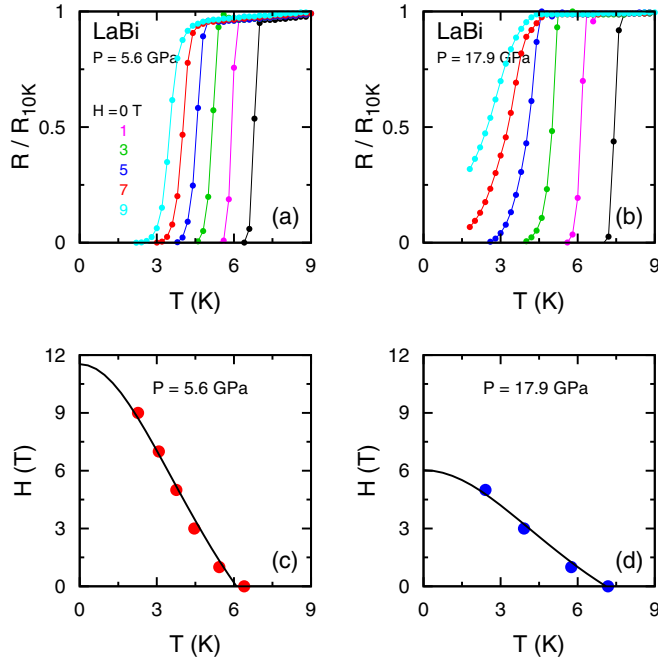 LaBi
P = 5.6 GPa
H = 0 T
1
3
5
7
9
(a)
R / R10K
1
0.5
0
0 3 6 9
T (K)
LaBi
P = 17.9 GPa
(b)
R / R10K
1
0.5
0
0 3 6 9
T (K)
P = 5.6 GPa
(c)
H (T)
12
9
6
3
0
0 3 6 9
T (K)
P = 17.9 GPa
(d)
H (T)
12
9
6
3
0
0 3 6 9
T (K)